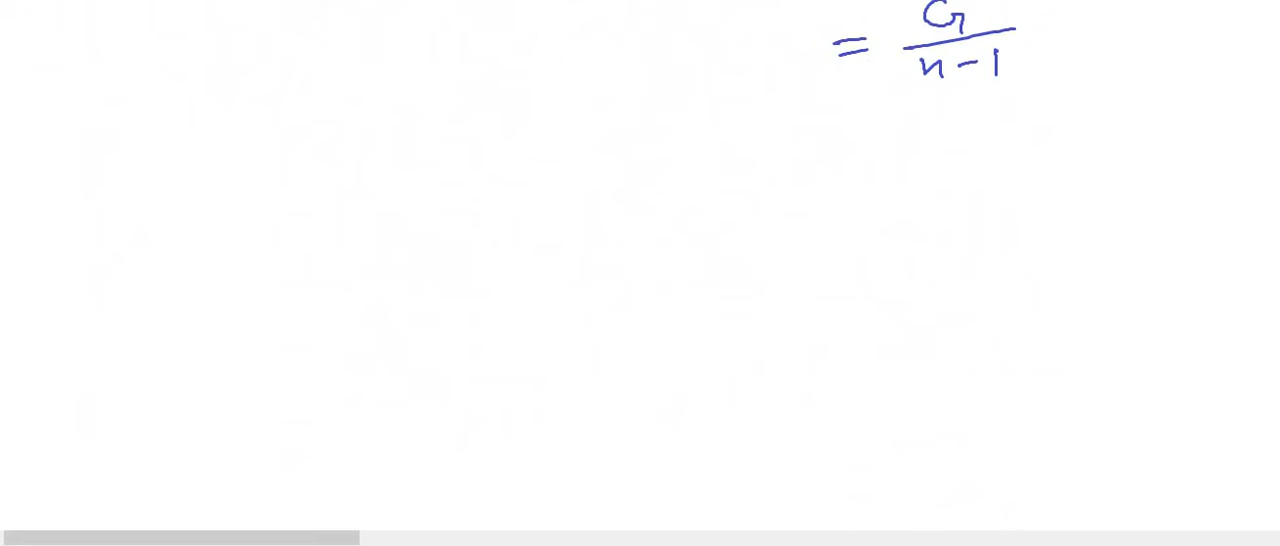 = G / n - 1